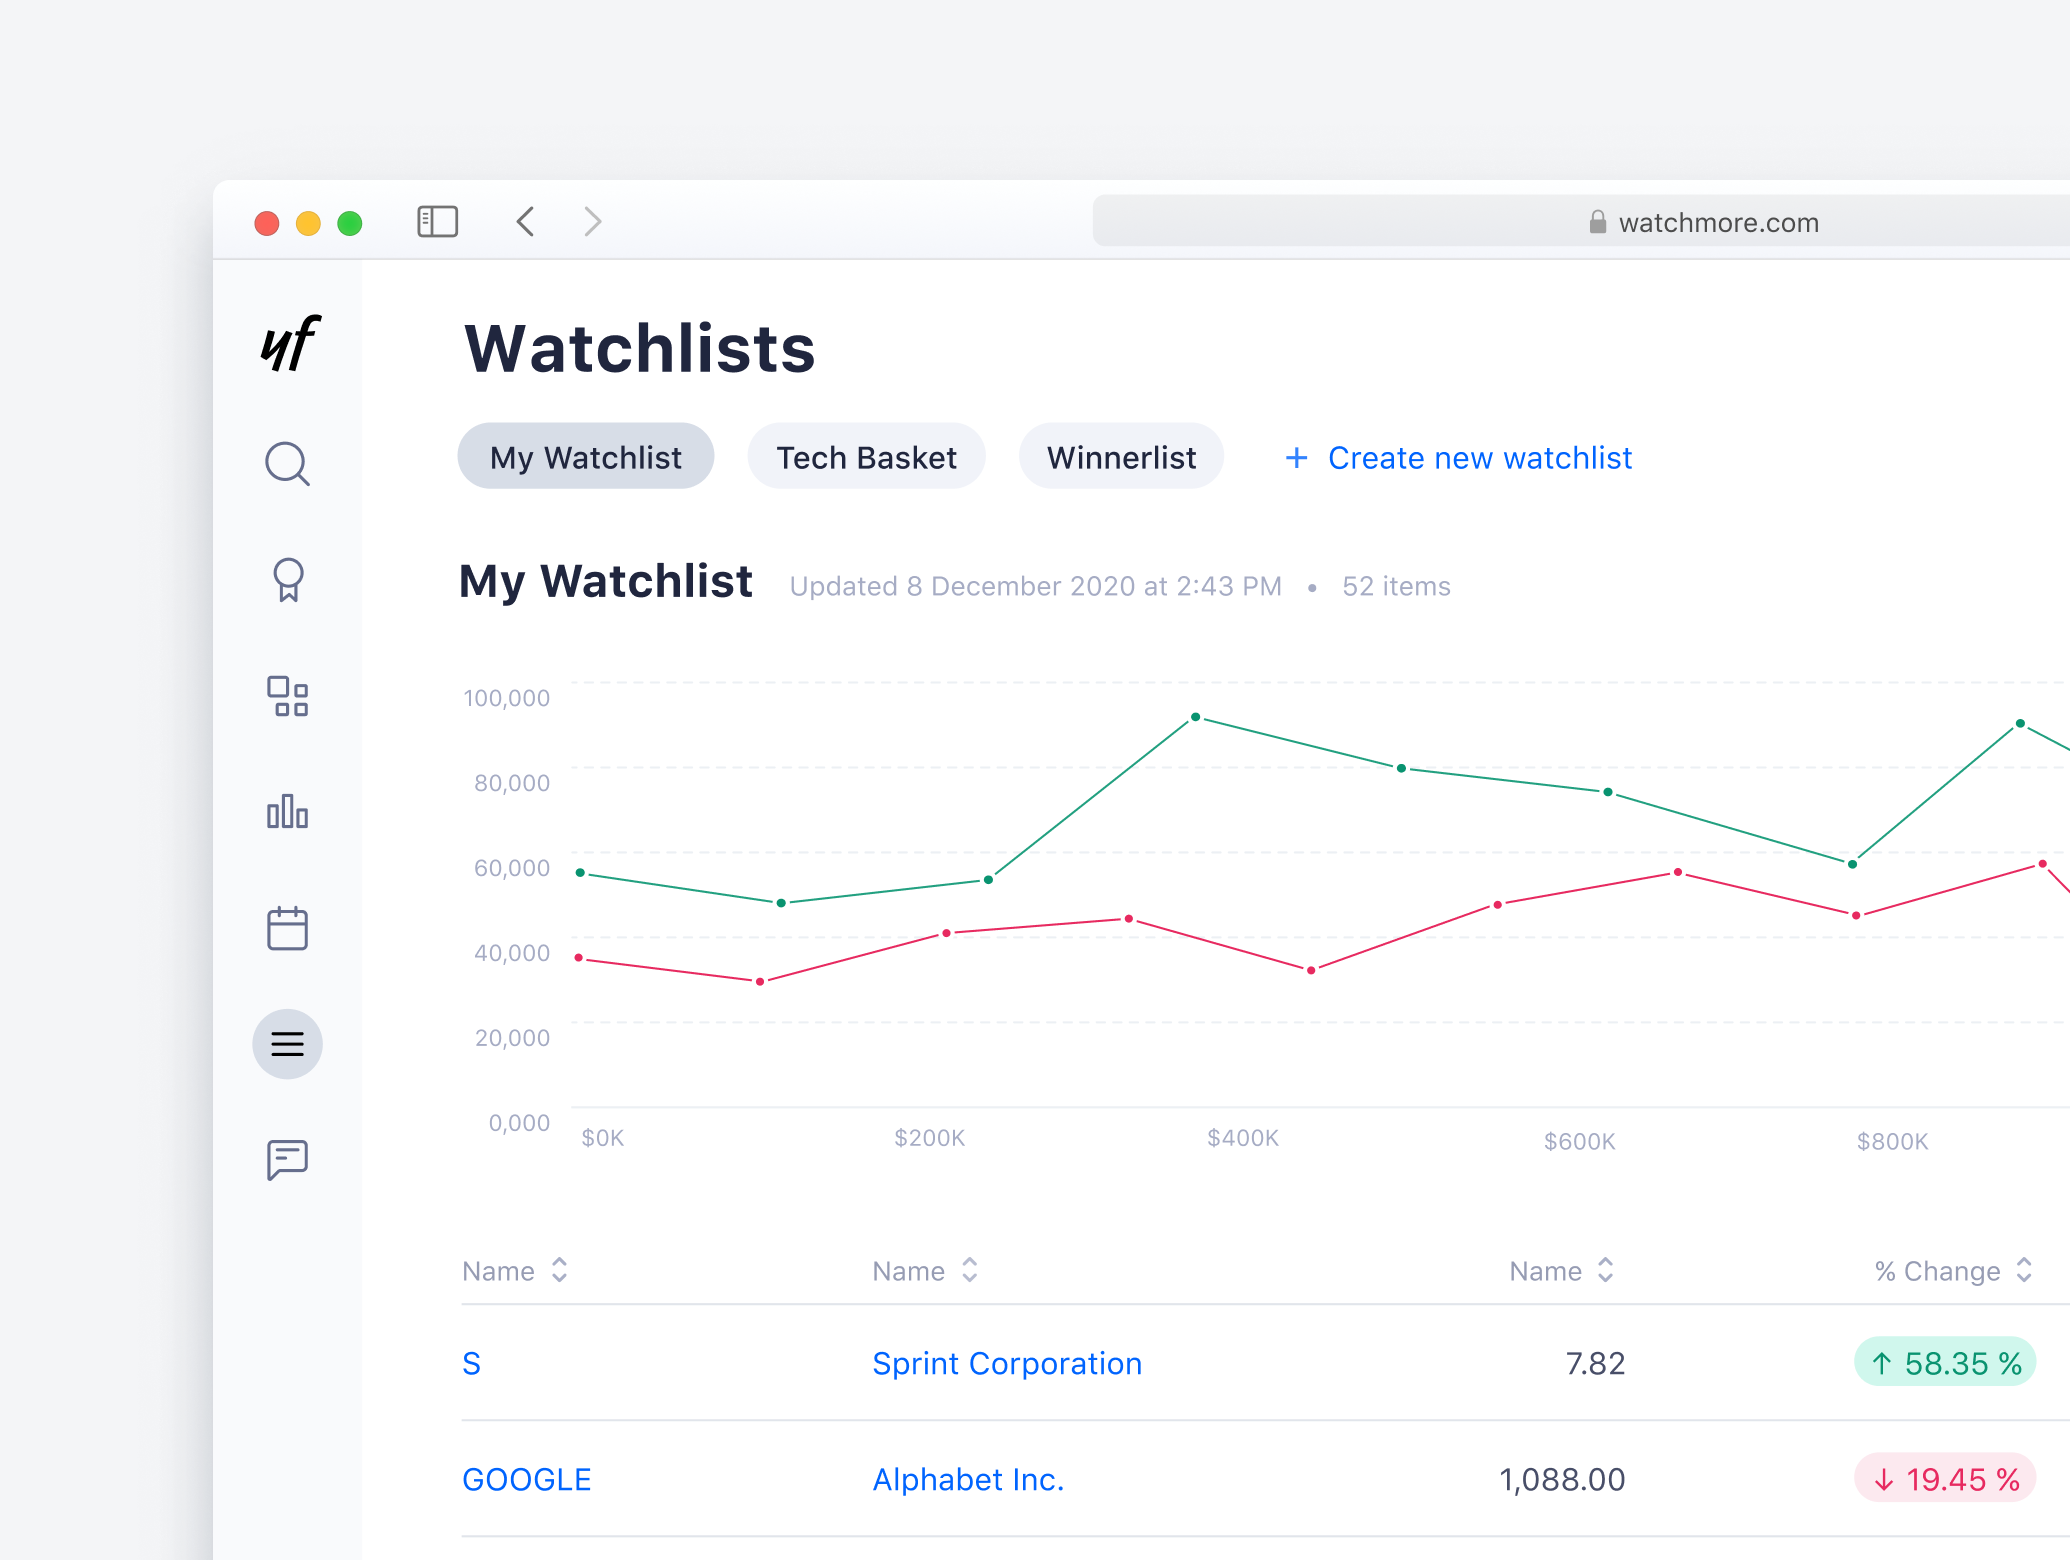 watchmore.com
yf
Watchlists
My Watchlist Tech Basket Winnerlist + Create new watchlist
My Watchlist Updated 8 December 2020 at 2:43 PM • 52 items
100,000
80,000
60,000
40,000
20,000
0,000
$0K $200K $400K $600K $800K
Name Name Name % Change
S Sprint Corporation 7.82 ↑ 58.35 %
GOOGLE Alphabet Inc. 1,088.00 ↓ 19.45 %